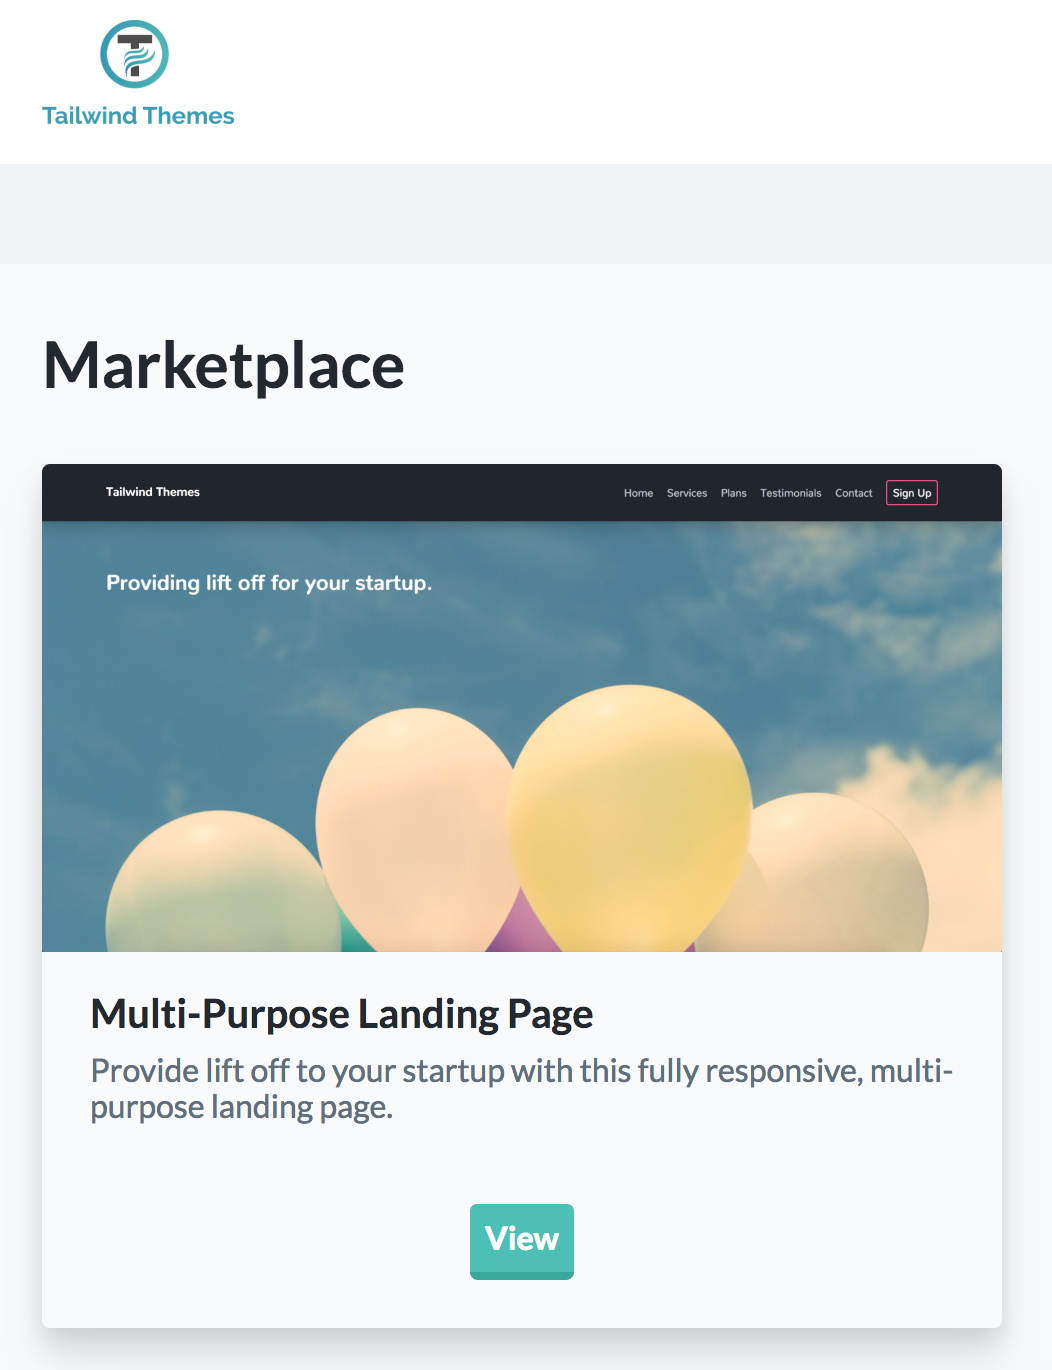 Tailwind Themes
Marketplace
Tailwind Themes
Home Services Plans Testimonials Contact Sign Up
Providing lift off for your startup.
Multi-Purpose Landing Page
Provide lift off to your startup with this fully responsive, multi-
purpose landing page.
View